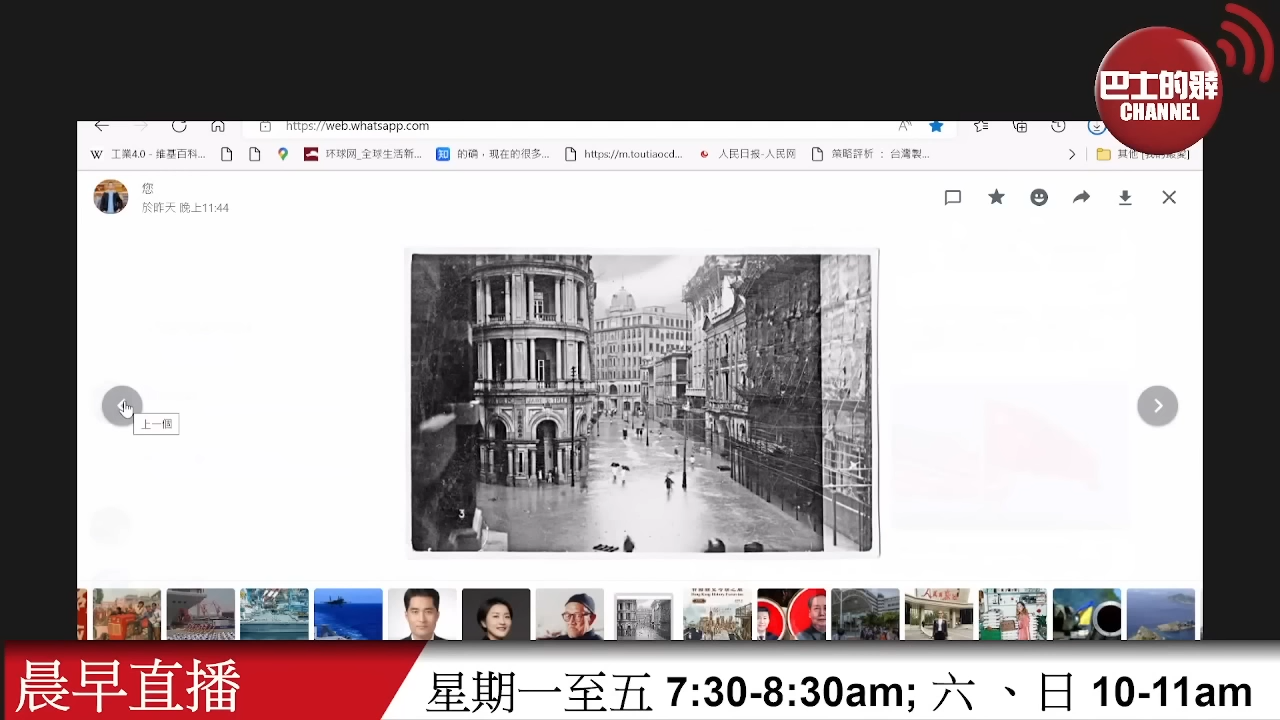 巴士的報
CHANNEL
https://web.whatsapp.com
W 工業4.0 - 維基百科...
环球网_全球生活新...
知 的确，现在的很多...
https://m.toutiaocd...
人民日报-人民网
策略評析 ： 台灣製...
其他 [我的最愛]
您
於昨天 晚上11:44
上一個
3
晨早直播
星期一至五 7:30-8:30am; 六 、日 10-11am